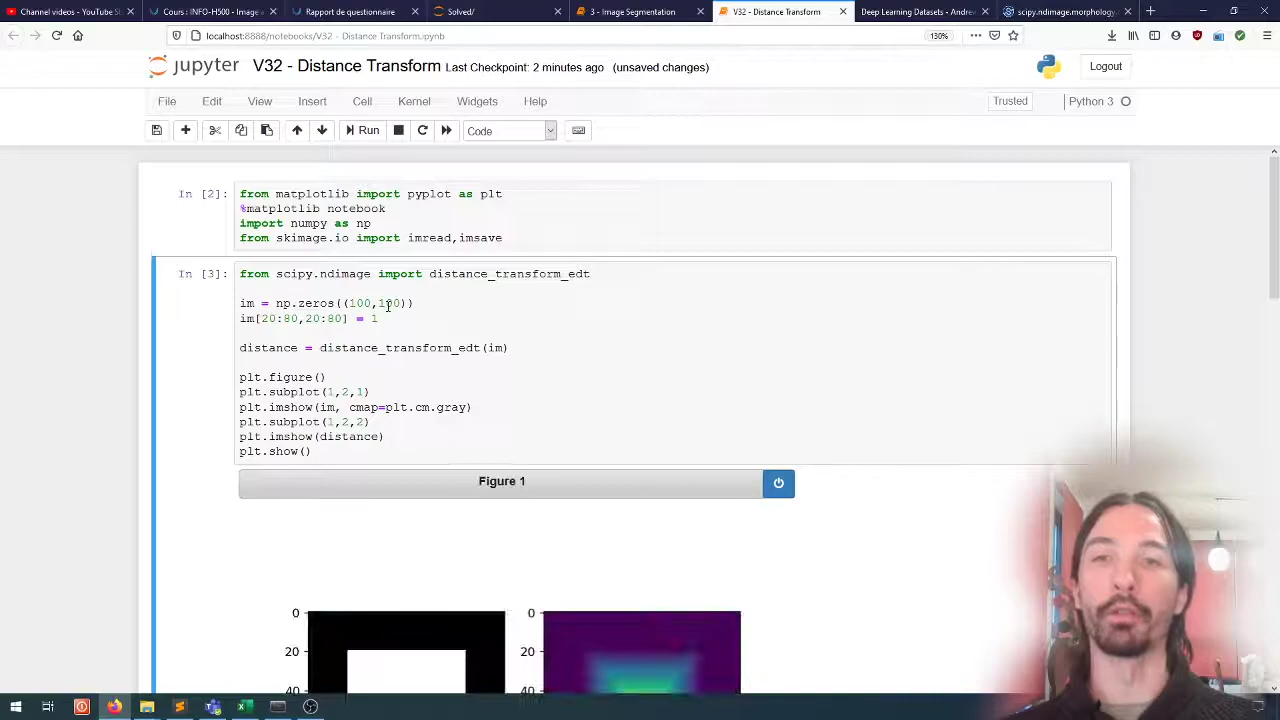 Channel videos - YouTube St
Cours : INFO-H500 - Image a
Rapport de questionnaire
Solved/
3 - Image Segmentation
V32 - Distance Transform
Deep Learning Datasets - Andrew
scipy.ndimage.morphology.
localhost:8888/notebooks/V32 - Distance Transform.ipynb
130%
jupyter V32 - Distance Transform Last Checkpoint: 2 minutes ago (unsaved changes)
Logout
File Edit View Insert Cell Kernel Widgets Help
Trusted
Python 3
Run
Code
In [2]:
from matplotlib import pyplot as plt
%matplotlib notebook
import numpy as np
from skimage.io import imread,imsave
In [3]:
from scipy.ndimage import distance_transform_edt
im = np.zeros((100,100))
im[20:80,20:80] = 1
distance = distance_transform_edt(im)
plt.figure()
plt.subplot(1,2,1)
plt.imshow(im, cmap=plt.cm.gray)
plt.subplot(1,2,2)
plt.imshow(distance)
plt.show()
Figure 1
0
20
40
0
20
40